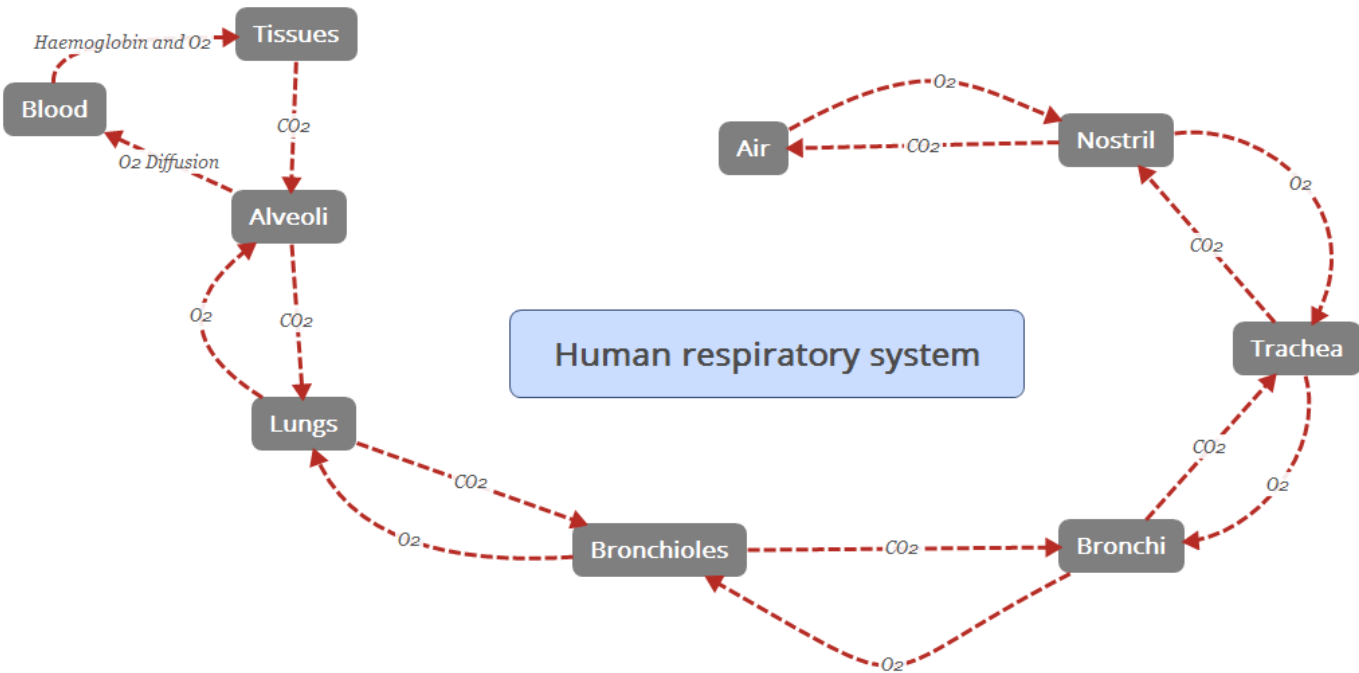 Tissues
Haemoglobin and O2
Blood
CO2
O2 Diffusion
Alveoli
O2
CO2
Lungs
CO2
O2
Bronchioles
CO2
O2
Bronchi
CO2
O2
Trachea
CO2
O2
Nostril
O2
CO2
Air
Human respiratory system